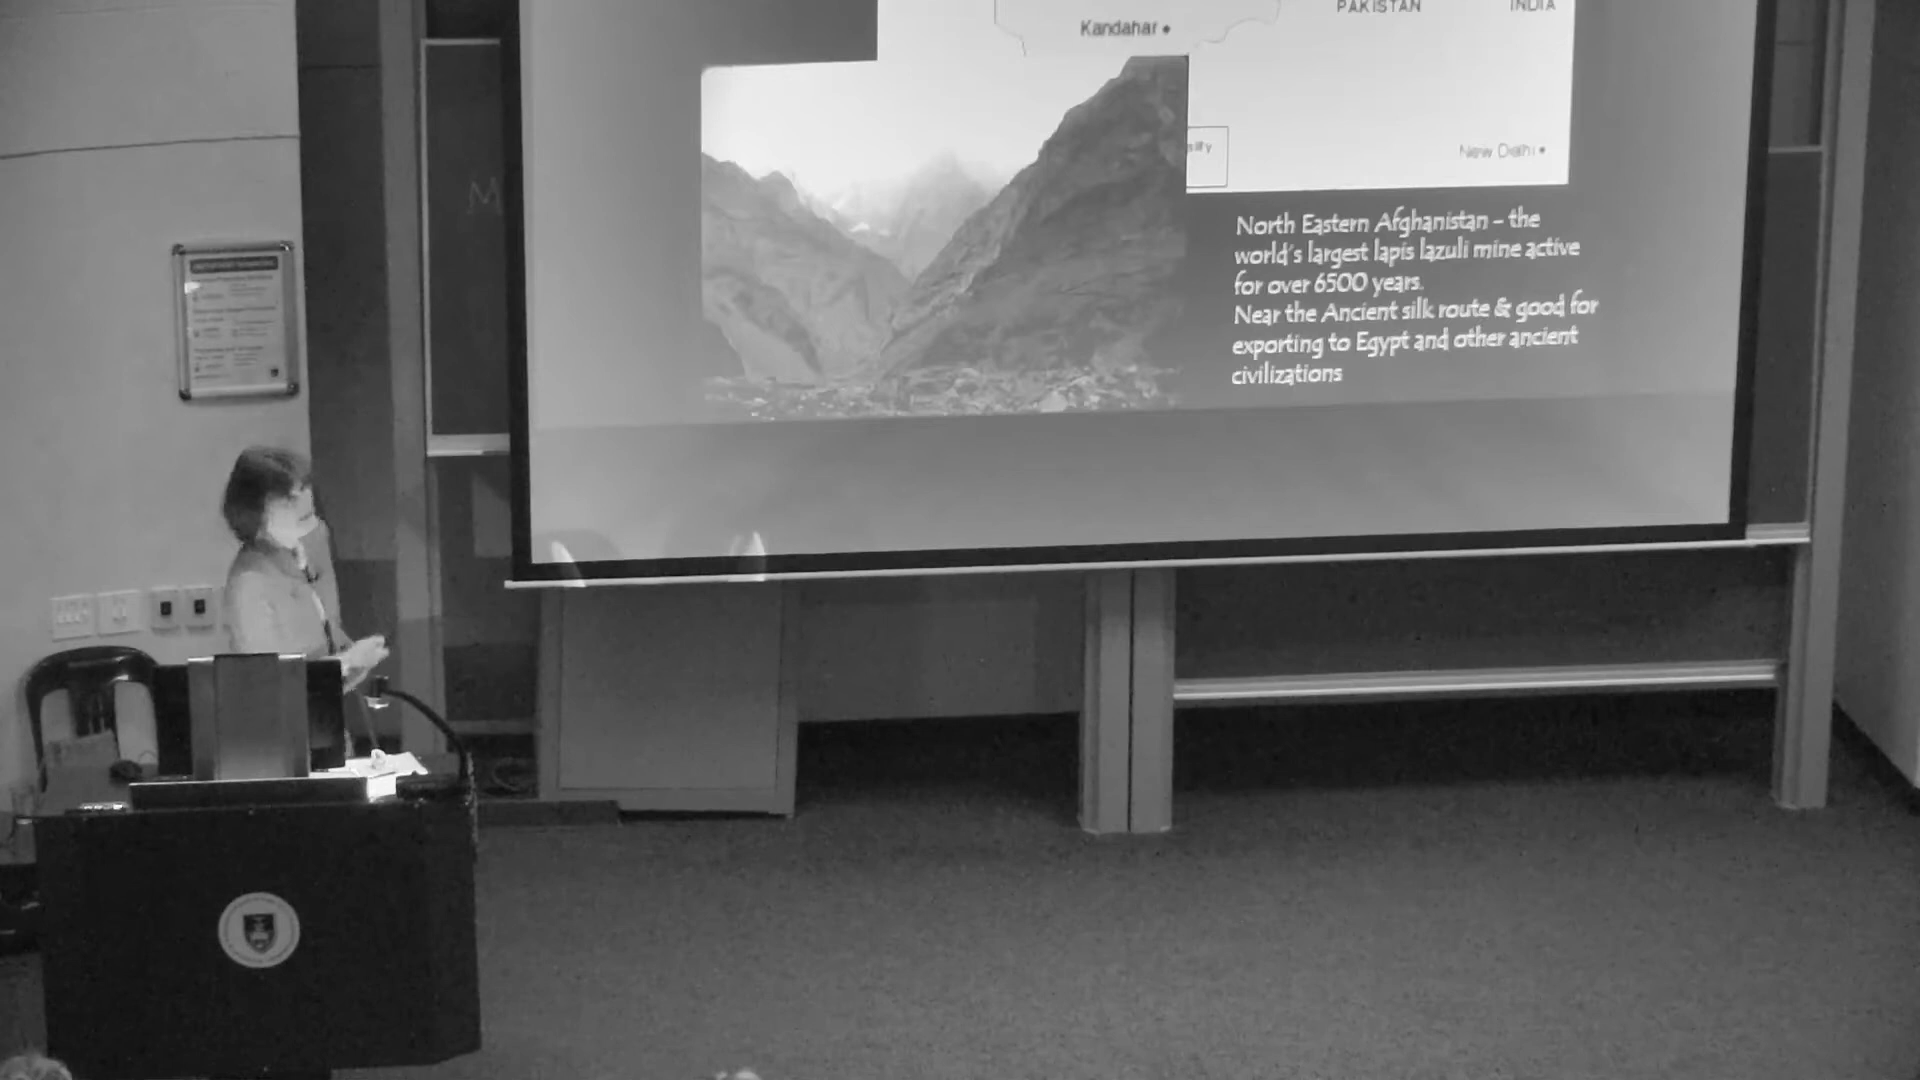 PAKISTAN INDIA
Kandahar
New Delhi
North Eastern Afghanistan – the
world's largest lapis lazuli mine active
for over 6500 years.
Near the Ancient silk route & good for
exporting to Egypt and other ancient
civilizations
M